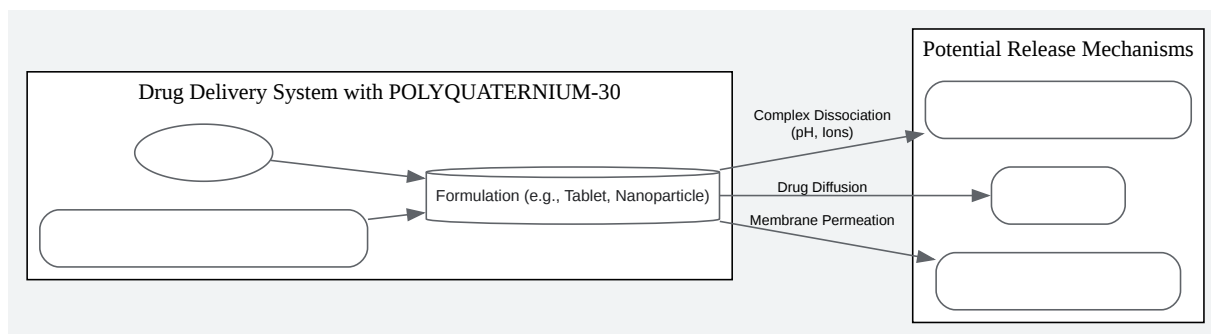 Potential Release Mechanisms
Drug Delivery System with POLYQUATERNIUM-30
Complex Dissociation
(pH, Ions)
Formulation (e.g., Tablet, Nanoparticle)
Drug Diffusion
Membrane Permeation